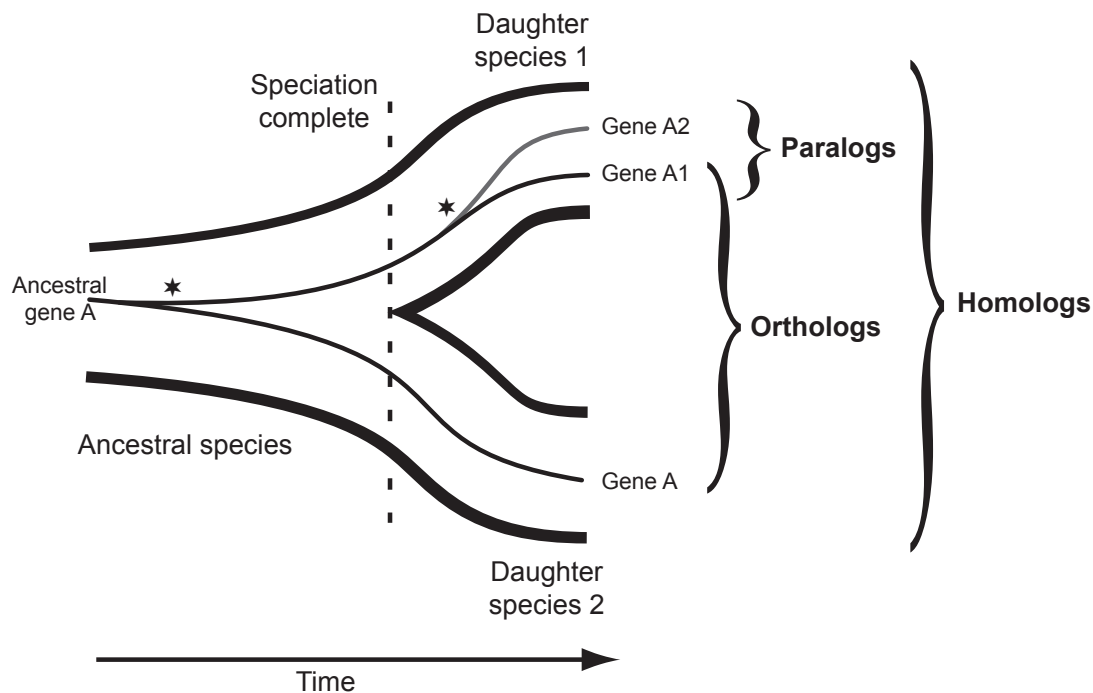 Daughter
species 1
Speciation
complete
Gene A2
Paralogs
Gene A1
Ancestral
gene A
Homologs
Orthologs
Ancestral species
Gene A
Daughter
species 2
Time